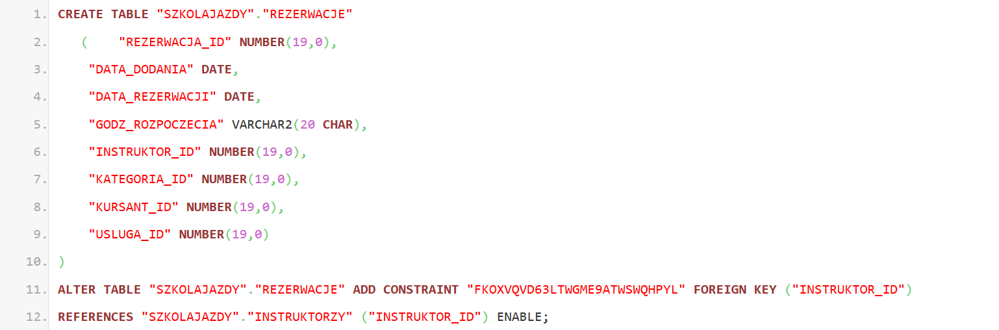 1. CREATE TABLE "SZKOLAJAZDY"."REZERWACJE"
2. (    "REZERWACJA_ID" NUMBER(19,0),
3. "DATA_DODANIA" DATE,
4. "DATA_REZERWACJI" DATE,
5. "GODZ_ROZPOCZECIA" VARCHAR2(20 CHAR),
6. "INSTRUKTOR_ID" NUMBER(19,0),
7. "KATEGORIA_ID" NUMBER(19,0),
8. "KURSANT_ID" NUMBER(19,0),
9. "USLUGA_ID" NUMBER(19,0)
10. )
11. ALTER TABLE "SZKOLAJAZDY"."REZERWACJE" ADD CONSTRAINT "FKOXVQVD63LTWGME9ATWSWQHPYL" FOREIGN KEY ("INSTRUKTOR_ID")
12. REFERENCES "SZKOLAJAZDY"."INSTRUKTORZY" ("INSTRUKTOR_ID") ENABLE;